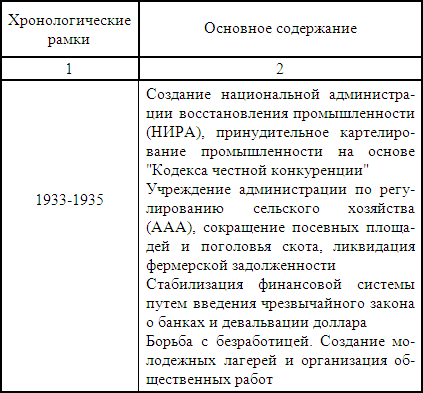 Хронологические
рамки
Основное содержание
1
2
1933-1935
Создание национальной администра-
ции восстановления промышленности
(НИРА), принудительное картелиро-
вание промышленности на основе
"Кодекса честной конкуренции"
Учреждение администрации по регу-
лированию сельского хозяйства
(ААА), сокращение посевных площа-
дей и поголовья скота, ликвидация
фермерской задолженности
Стабилизация финансовой системы
путем введения чрезвычайного закона
о банках и девальвации доллара
Борьба с безработицей. Создание мо-
лодежных лагерей и организация об-
щественных работ